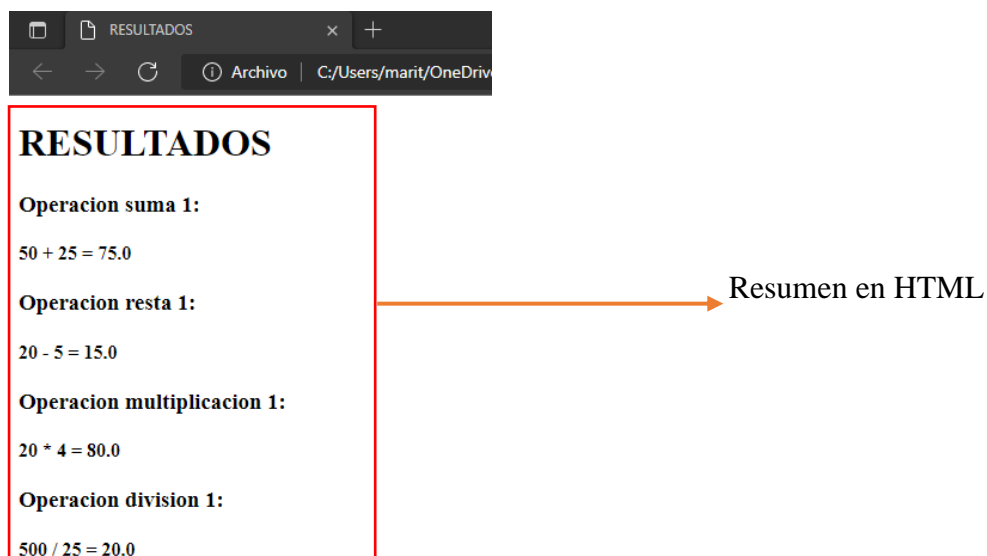 RESULTADOS
Archivo C:/Users/marit/OneDriv
RESULTADOS
Operacion suma 1:
50 + 25 = 75.0
Operacion resta 1:
20 - 5 = 15.0
Resumen en HTML
Operacion multiplicacion 1:
20 * 4 = 80.0
Operacion division 1:
500 / 25 = 20.0